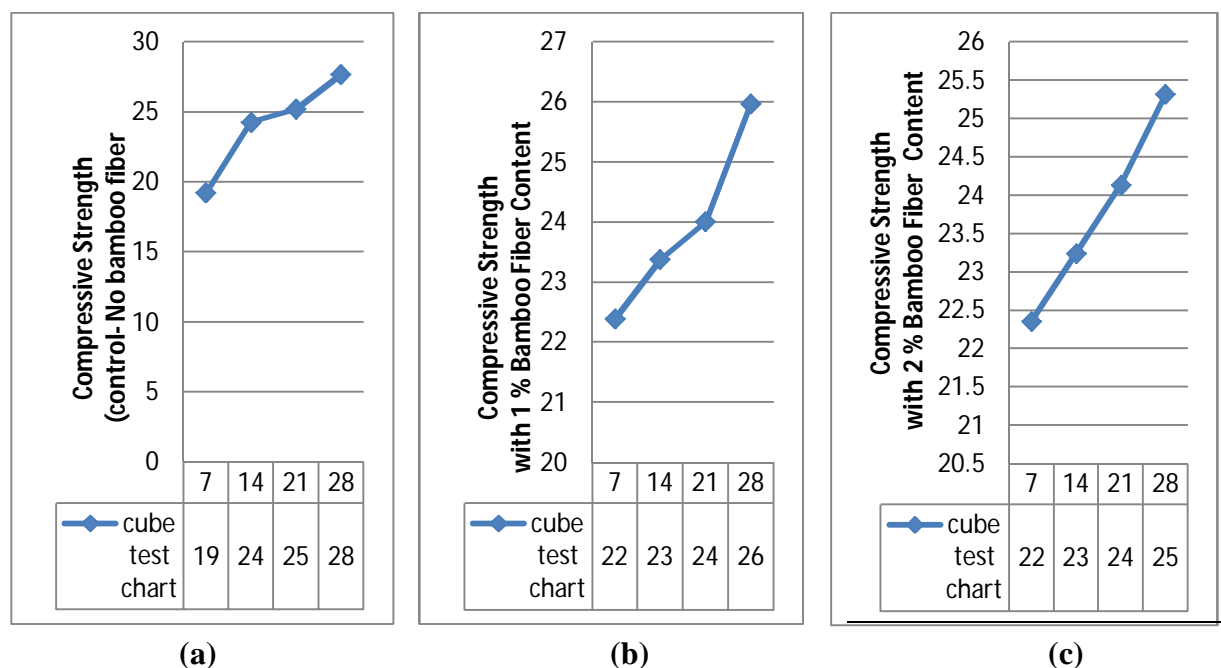 Compressive Strength
(control- No bamboo fiber
30
25
20
15
10
5
0
7 14 21 28
cube
test
chart
19 24 25 28
(a)
Compressive Strength
with 1 % Bamboo Fiber Content
27
26
25
24
23
22
21
20
7 14 21 28
cube
test
chart
22 23 24 26
(b)
Compressive Strength
with 2 % Bamboo Fiber Content
26
25.5
25
24.5
24
23.5
23
22.5
22
21.5
21
20.5
7 14 21 28
cube
test
chart
22 23 24 25
(c)